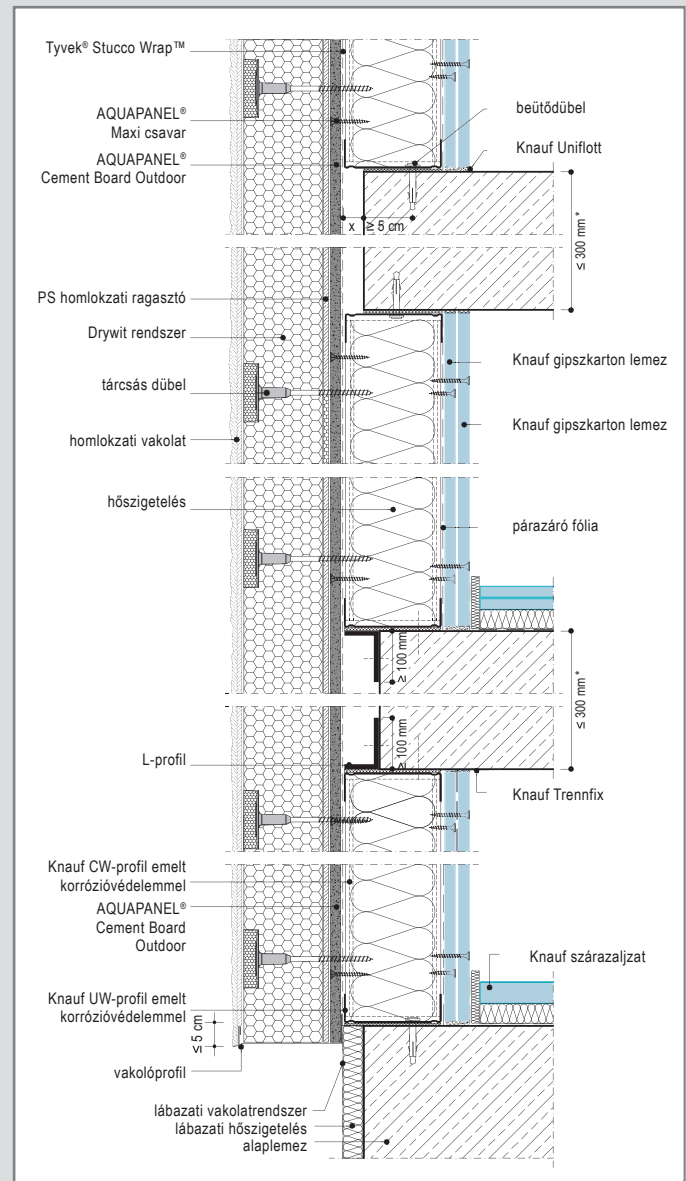 Tyvek® Stucco Wrap™
AQUAPANEL®
Maxi csavar
AQUAPANEL®
Cement Board Outdoor
beütődübel
Knauf Uniflott
x
≥ 5 cm
≤ 300 mm*
PS homlokzati ragasztó
Drywit rendszer
tárcsás dübel
homlokzati vakolat
hőszigetelés
Knauf gipszkarton lemez
Knauf gipszkarton lemez
párazáró fólia
≥ 100 mm
≥ 100 mm
≤ 300 mm*
L-profil
Knauf Trennfix
Knauf CW-profil emelt
korrózióvédelemmel
AQUAPANEL®
Cement Board
Outdoor
Knauf szárazaljzat
Knauf UW-profil emelt
korrózióvédelemmel
≤ 5 cm
vakolóprofil
lábazati vakolatrendszer
lábazati hőszigetelés
alaplemez